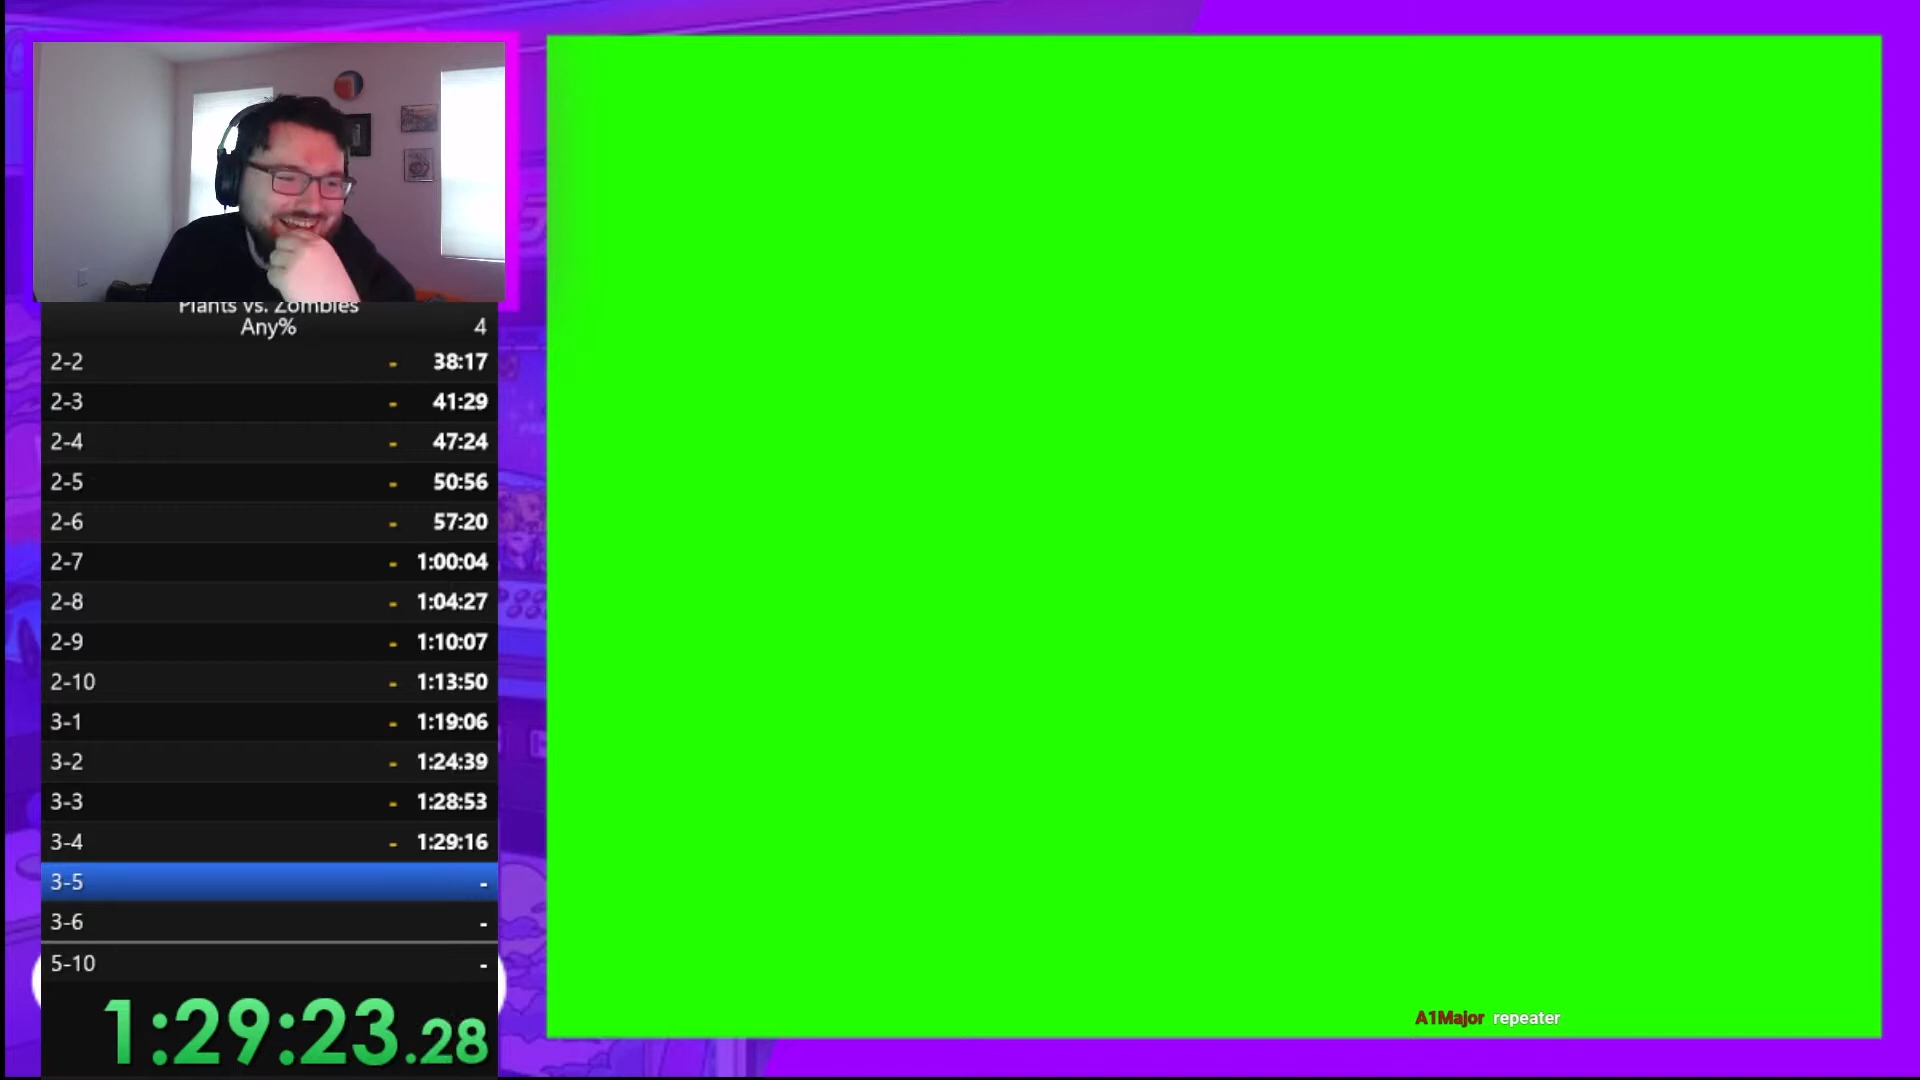 Plants vs. Zombies
Any% 4
2-2 - 38:17
2-3 - 41:29
2-4 - 47:24
2-5 - 50:56
2-6 - 57:20
2-7 - 1:00:04
2-8 - 1:04:27
2-9 - 1:10:07
2-10 - 1:13:50
3-1 - 1:19:06
3-2 - 1:24:39
3-3 - 1:28:53
3-4 - 1:29:16
3-5 -
3-6 -
5-10 -
1:29:23.28
A1Major repeater